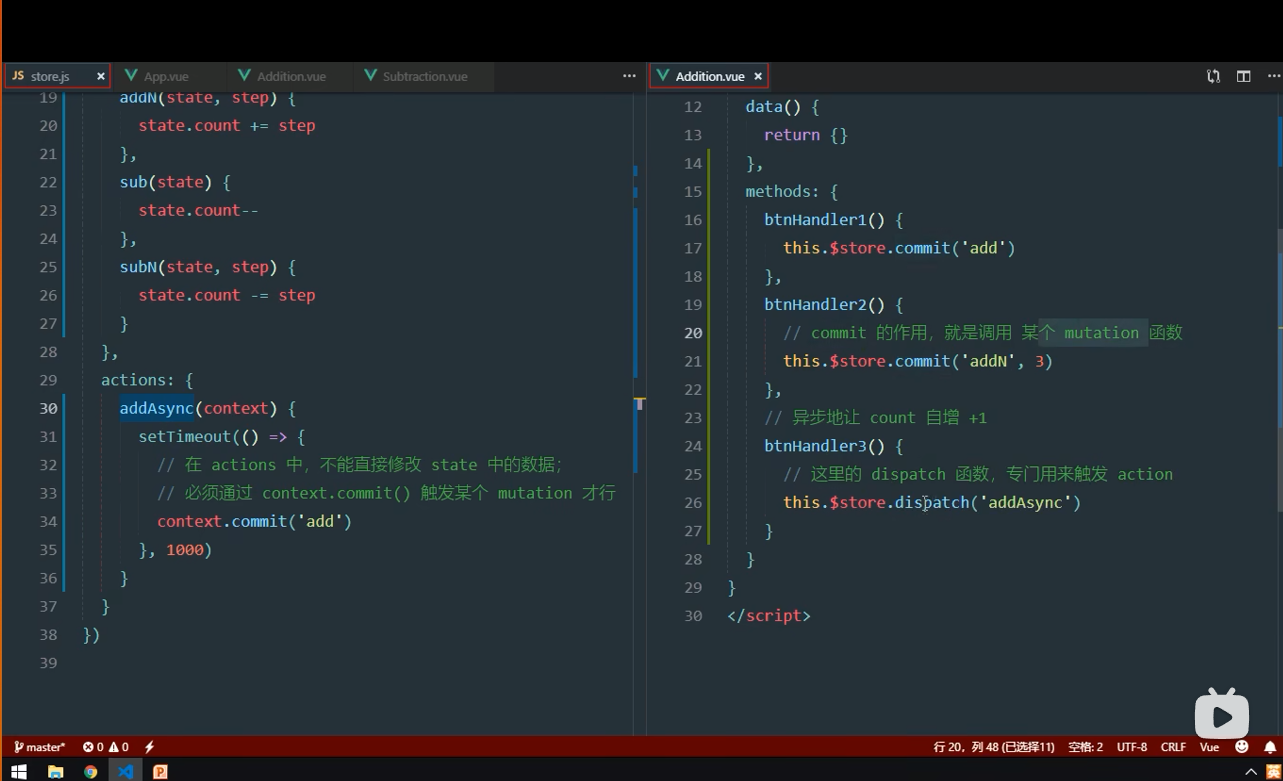 JS store.js × App.vue Addition.vue Subtraction.vue ···
19 addN(state, step) {
20 state.count += step
21 },
22 sub(state) {
23 state.count--
24 },
25 subN(state, step) {
26 state.count -= step
27 }
28 },
29 actions: {
30 addAsync(context) {
31 setTimeout(() => {
32 // 在 actions 中，不能直接修改 state 中的数据；
33 // 必须通过 context.commit() 触发某个 mutation 才行
34 context.commit('add')
35 }, 1000)
36 }
37 }
38 })
39
Addition.vue × ···
12 data() {
13 return {}
14 },
15 methods: {
16 btnHandler1() {
17 this.$store.commit('add')
18 },
19 btnHandler2() {
20 // commit 的作用，就是调用 某个 mutation 函数
21 this.$store.commit('addN', 3)
22 },
23 // 异步地让 count 自增 +1
24 btnHandler3() {
25 // 这里的 dispatch 函数，专门用来触发 action
26 this.$store.dispatch('addAsync')
27 }
28 }
29 }
30 </script>
master* 0 0 行 20，列 48 (已选择11) 空格: 2 UTF-8 CRLF Vue